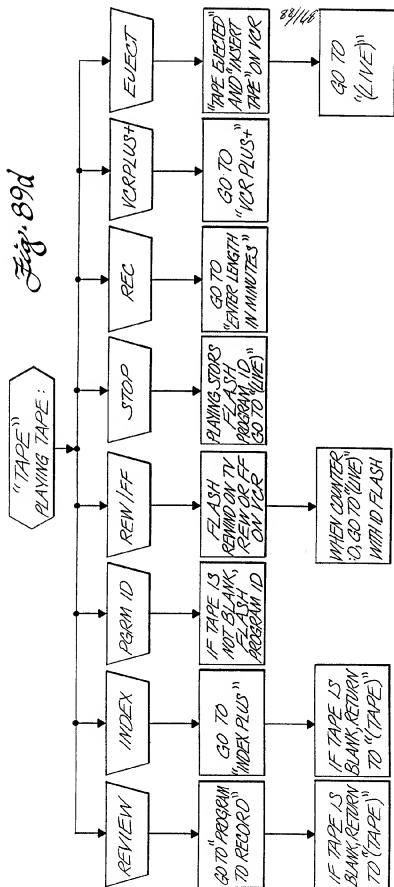 88/168
Fig. 89d
"TAPE"
PLAYING TAPE:
REVIEW
INDEX
PGRM ID
REW/FF
STOP
REC
VCRPLUS+
EJECT
GO TO "PROGRAM
TO RECORD"
GO TO
"INDEX PLUS"
IF TAPE IS
NOT BLANK,
FLASH
PROGRAM ID
FLASH
REWIND ON TV
REW OR FF
ON VCR
PLAYING STORS
FLASH
PROGRAM, ID
GO TO "(LIVE)"
GO TO
"ENTER LENGTH
IN MINUTES"
GO TO
"VCR PLUS+"
"TAPE EJECTED"
AND "INSERT
TAPE" ON VCR
IF TAPE IS
BLANK, RETURN
TO "(TAPE)"
IF TAPE IS
BLANK, RETURN
TO "(TAPE)"
WHEN COUNTER
:0, GO TO "(LIVE)"
WITH ID FLASH
GO TO
"(LIVE)"